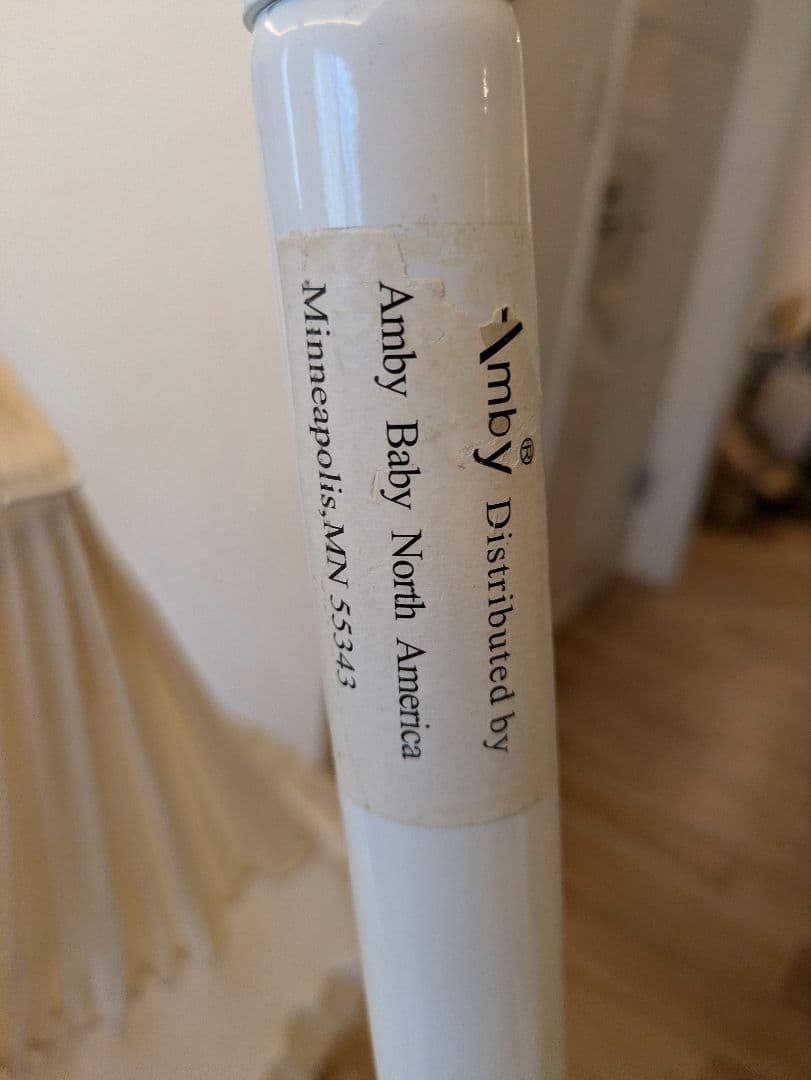 Amby® Distributed by
Amby Baby North America
Minneapolis,MN 55343